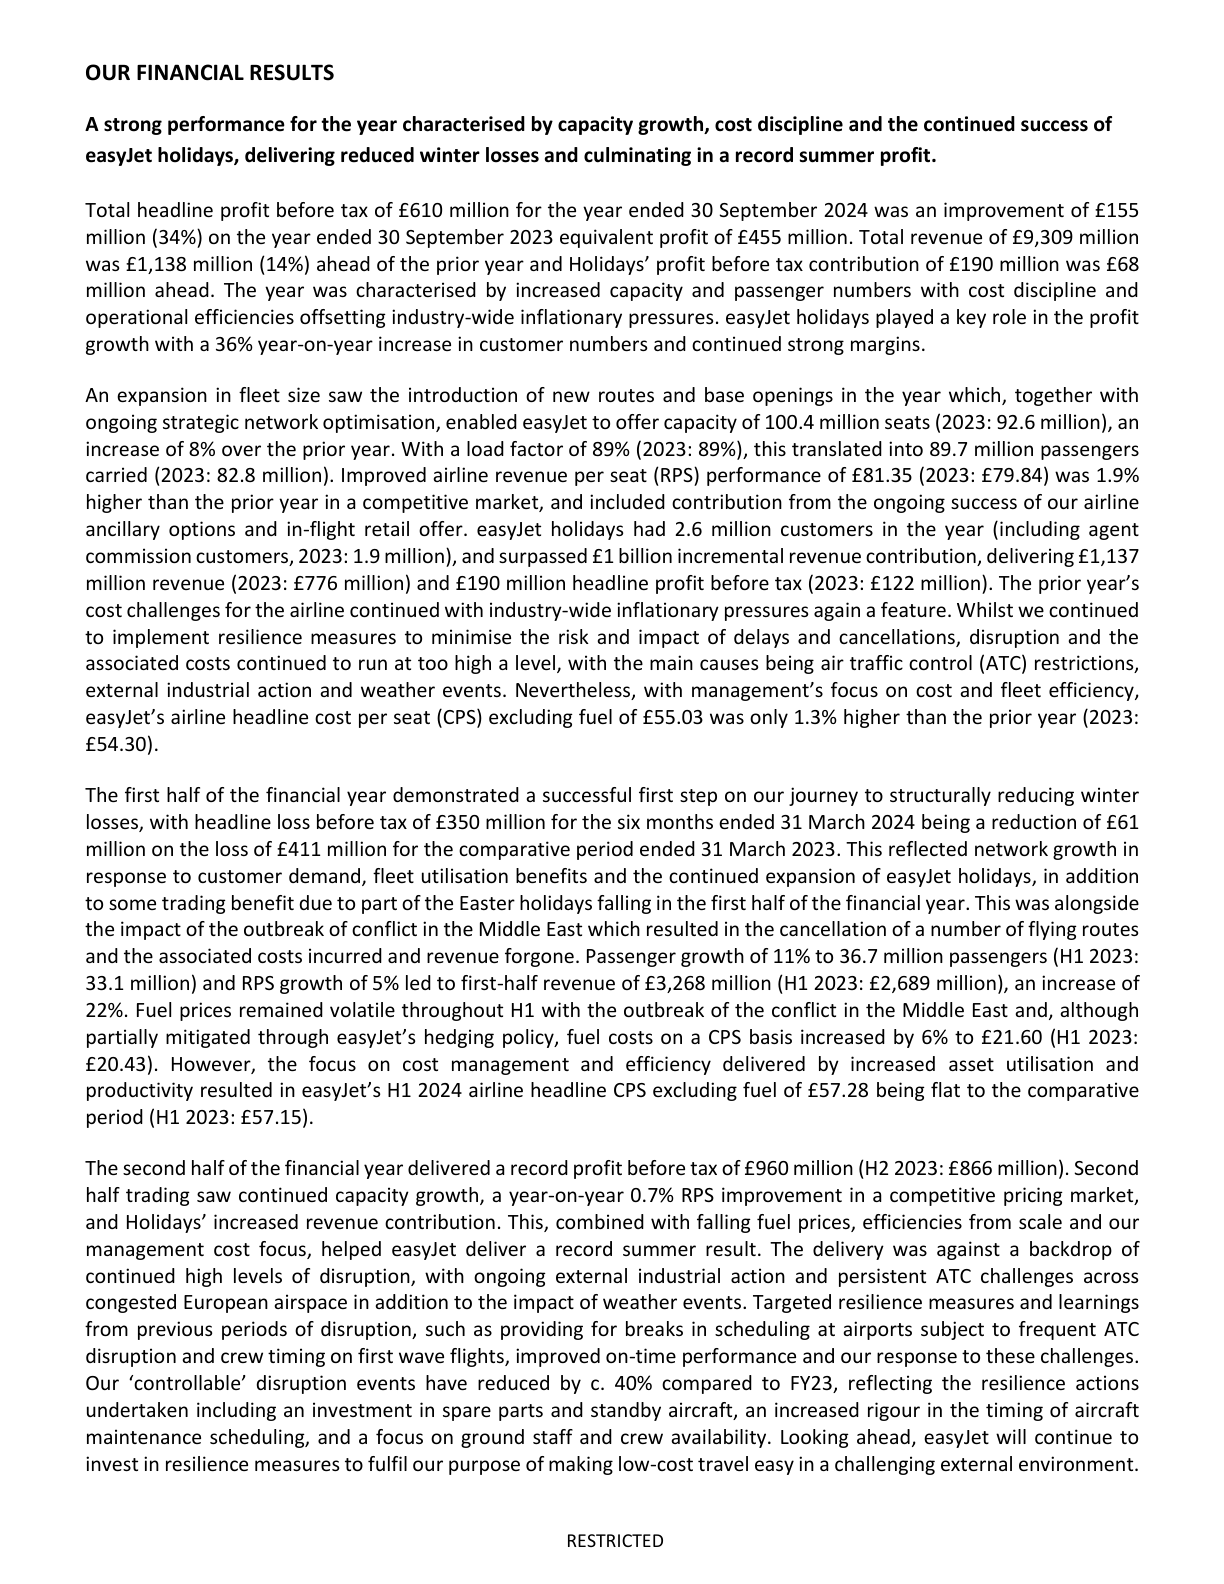 OUR FINANCIAL RESULTS
A strong performance for the year characterised by capacity growth, cost discipline and the continued success of
easyJet holidays, delivering reduced winter losses and culminating in a record summer profit.
Total headline profit before tax of £610 million for the year ended 30 September 2024 was an improvement of £155
million (34%) on the year ended 30 September 2023 equivalent profit of £455 million. Total revenue of £9,309 million
was £1,138 million (14%) ahead of the prior year and Holidays’ profit before tax contribution of £190 million was £68
million ahead. The year was characterised by increased capacity and passenger numbers with cost discipline and
operational efficiencies offsetting industry-wide inflationary pressures. easyJet holidays played a key role in the profit
growth with a 36% year-on-year increase in customer numbers and continued strong margins.
An expansion in fleet size saw the introduction of new routes and base openings in the year which, together with
ongoing strategic network optimisation, enabled easyJet to offer capacity of 100.4 million seats (2023: 92.6 million), an
increase of 8% over the prior year. With a load factor of 89% (2023: 89%), this translated into 89.7 million passengers
carried (2023: 82.8 million). Improved airline revenue per seat (RPS) performance of £81.35 (2023: £79.84) was 1.9%
higher than the prior year in a competitive market, and included contribution from the ongoing success of our airline
ancillary options and in-flight retail offer. easyJet holidays had 2.6 million customers in the year (including agent
commission customers, 2023: 1.9 million), and surpassed £1 billion incremental revenue contribution, delivering £1,137
million revenue (2023: £776 million) and £190 million headline profit before tax (2023: £122 million). The prior year’s
cost challenges for the airline continued with industry-wide inflationary pressures again a feature. Whilst we continued
to implement resilience measures to minimise the risk and impact of delays and cancellations, disruption and the
associated costs continued to run at too high a level, with the main causes being air traffic control (ATC) restrictions,
external industrial action and weather events. Nevertheless, with management’s focus on cost and fleet efficiency,
easyJet’s airline headline cost per seat (CPS) excluding fuel of £55.03 was only 1.3% higher than the prior year (2023:
£54.30).
The first half of the financial year demonstrated a successful first step on our journey to structurally reducing winter
losses, with headline loss before tax of £350 million for the six months ended 31 March 2024 being a reduction of £61
million on the loss of £411 million for the comparative period ended 31 March 2023. This reflected network growth in
response to customer demand, fleet utilisation benefits and the continued expansion of easyJet holidays, in addition
to some trading benefit due to part of the Easter holidays falling in the first half of the financial year. This was alongside
the impact of the outbreak of conflict in the Middle East which resulted in the cancellation of a number of flying routes
and the associated costs incurred and revenue forgone. Passenger growth of 11% to 36.7 million passengers (H1 2023:
33.1 million) and RPS growth of 5% led to first-half revenue of £3,268 million (H1 2023: £2,689 million), an increase of
22%. Fuel prices remained volatile throughout H1 with the outbreak of the conflict in the Middle East and, although
partially mitigated through easyJet’s hedging policy, fuel costs on a CPS basis increased by 6% to £21.60 (H1 2023:
£20.43). However, the focus on cost management and efficiency delivered by increased asset utilisation and
productivity resulted in easyJet’s H1 2024 airline headline CPS excluding fuel of £57.28 being flat to the comparative
period (H1 2023: £57.15).
The second half of the financial year delivered a record profit before tax of £960 million (H2 2023: £866 million). Second
half trading saw continued capacity growth, a year-on-year 0.7% RPS improvement in a competitive pricing market,
and Holidays’ increased revenue contribution. This, combined with falling fuel prices, efficiencies from scale and our
management cost focus, helped easyJet deliver a record summer result. The delivery was against a backdrop of
continued high levels of disruption, with ongoing external industrial action and persistent ATC challenges across
congested European airspace in addition to the impact of weather events. Targeted resilience measures and learnings
from previous periods of disruption, such as providing for breaks in scheduling at airports subject to frequent ATC
disruption and crew timing on first wave flights, improved on-time performance and our response to these challenges.
Our ‘controllable’ disruption events have reduced by c. 40% compared to FY23, reflecting the resilience actions
undertaken including an investment in spare parts and standby aircraft, an increased rigour in the timing of aircraft
maintenance scheduling, and a focus on ground staff and crew availability. Looking ahead, easyJet will continue to
invest in resilience measures to fulfil our purpose of making low-cost travel easy in a challenging external environment.
RESTRICTED